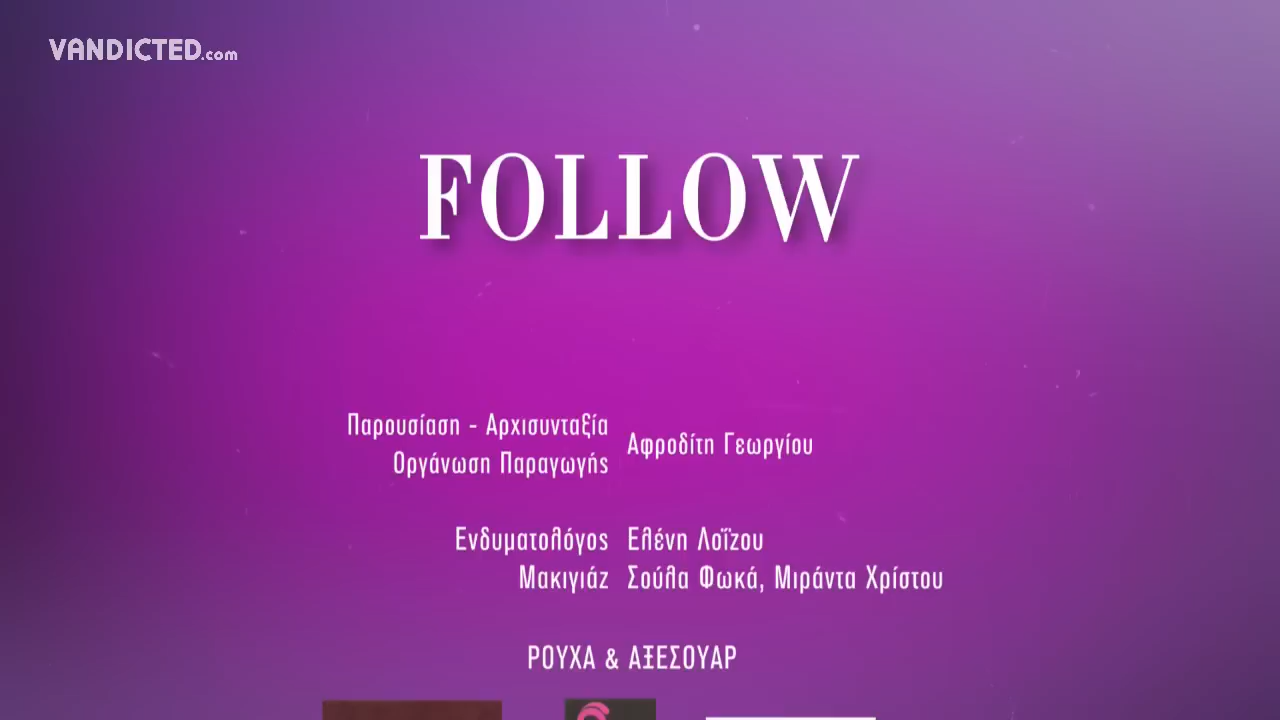 VANDICTED.com
FOLLOW
Παρουσίαση - Αρχισυνταξία
Οργάνωση Παραγωγής
Αφροδίτη Γεωργίου
Ενδυματολόγος Ελένη Λοΐζου
Μακιγιάζ Σούλα Φωκά, Μιράντα Χρίστου
ΡΟΥΧΑ & ΑΞΕΣΟΥΑΡ